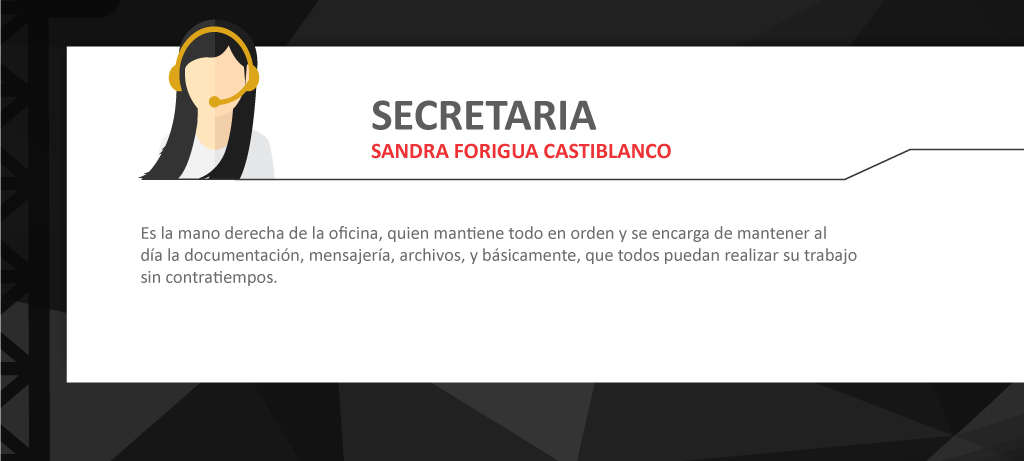 SECRETARIA
SANDRA FORIGUA CASTIBLANCO
Es la mano derecha de la oficina, quien mantiene todo en orden y se encarga de mantener al
día la documentación, mensajería, archivos, y básicamente, que todos puedan realizar su trabajo
sin contratiempos.